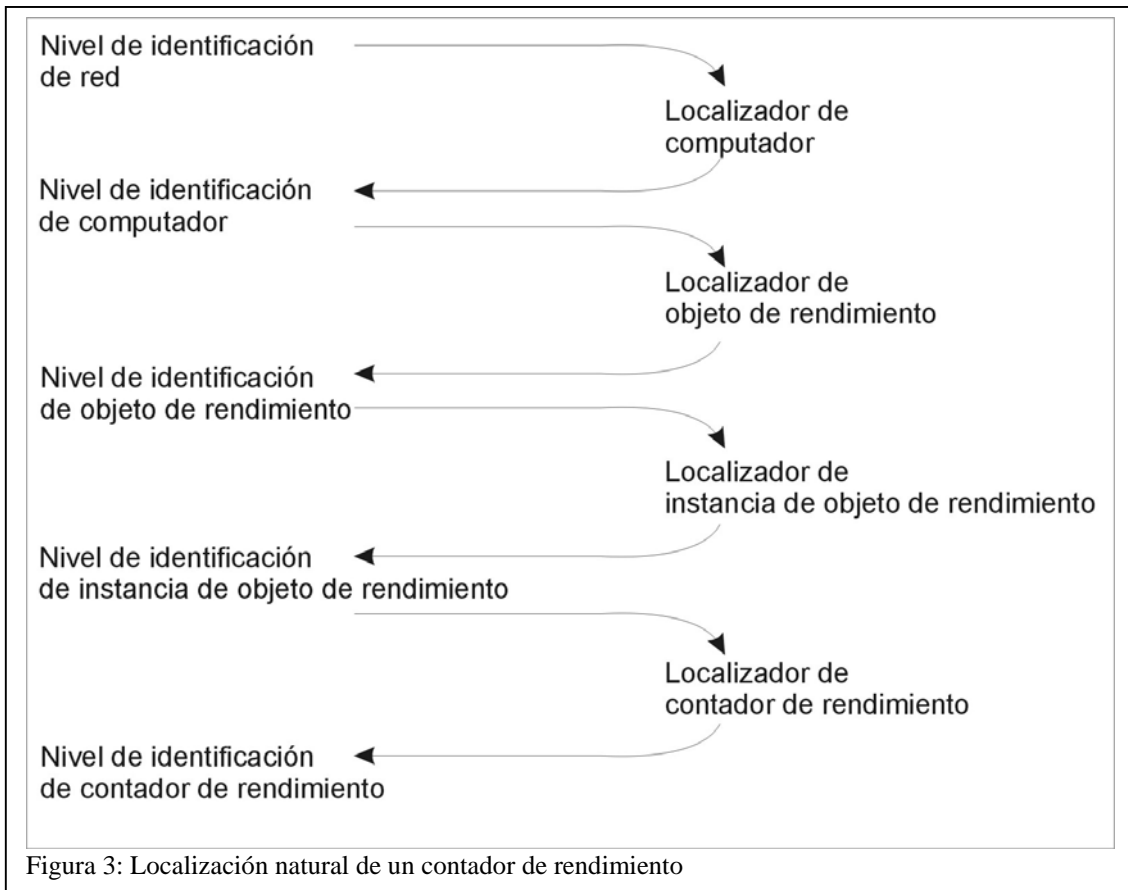 Nivel de identificación
de red
Localizador de
computador
Nivel de identificación
de computador
Localizador de
objeto de rendimiento
Nivel de identificación
de objeto de rendimiento
Localizador de
instancia de objeto de rendimiento
Nivel de identificación
de instancia de objeto de rendimiento
Localizador de
contador de rendimiento
Nivel de identificación
de contador de rendimiento
Figura 3: Localización natural de un contador de rendimiento